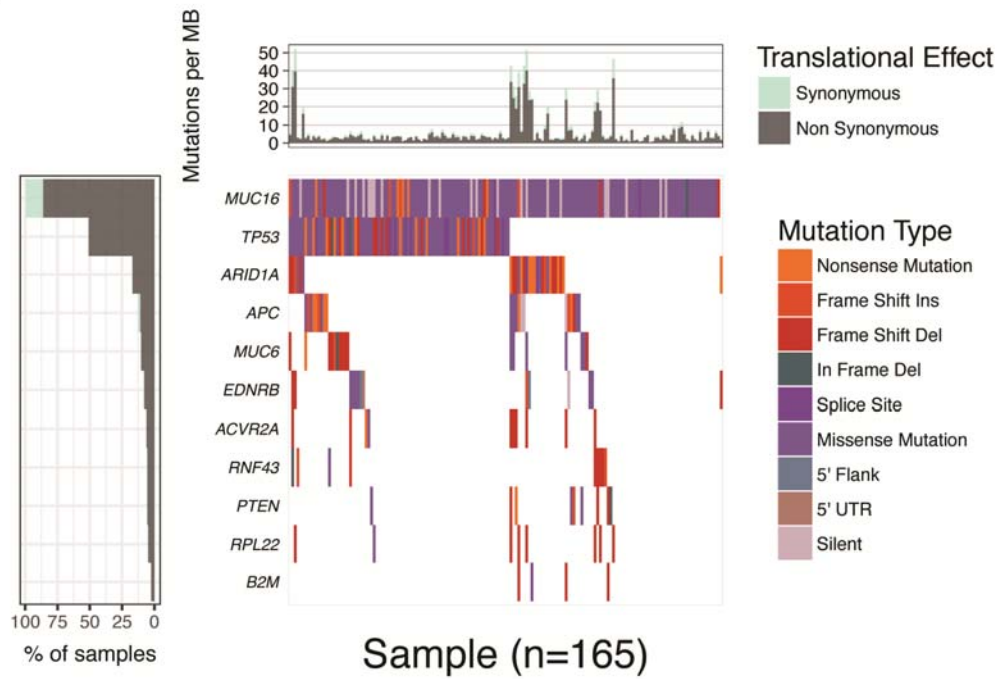 Mutations per MB
50
40
30
20
10
0
Translational Effect
Synonymous
Non Synonymous
MUC16
TP53
ARID1A
APC
MUC6
EDNRB
ACVR2A
RNF43
PTEN
RPL22
B2M
Mutation Type
Nonsense Mutation
Frame Shift Ins
Frame Shift Del
In Frame Del
Splice Site
Missense Mutation
5' Flank
5' UTR
Silent
100 75 50 25 0
% of samples
Sample (n=165)